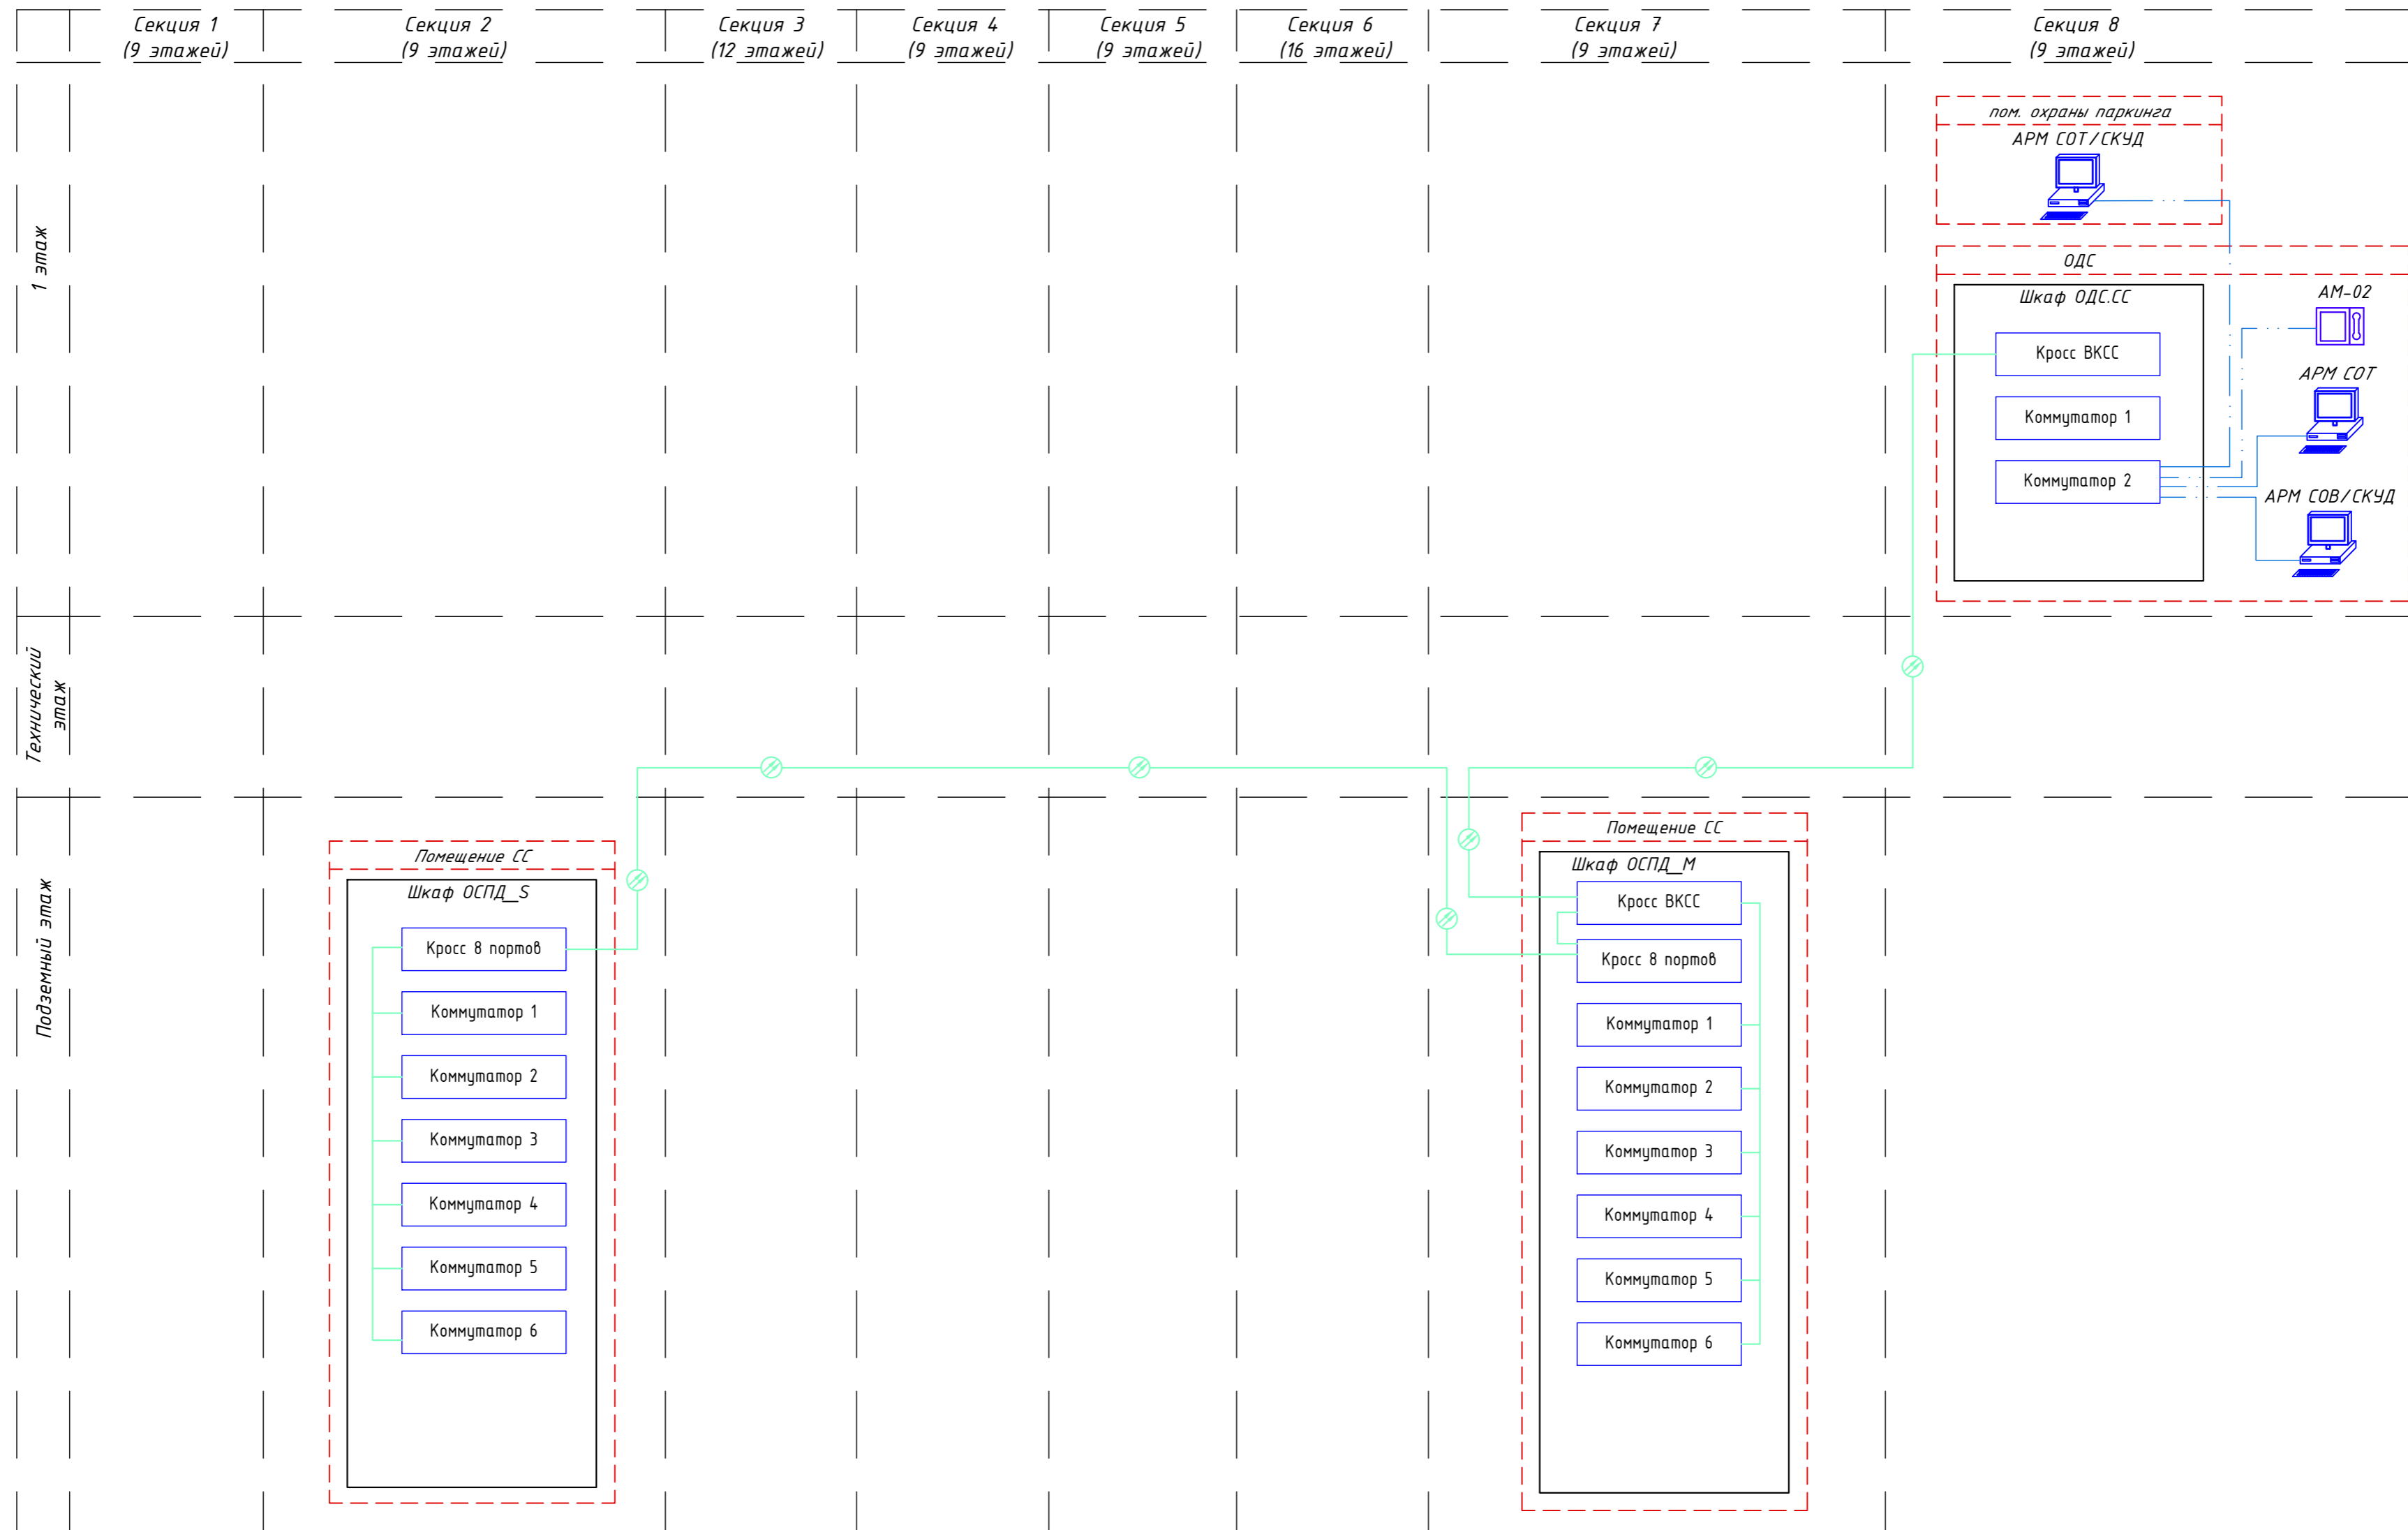 Секция 1
(9 этажей)
Секция 2
(9 этажей)
Секция 3
(12 этажей)
Секция 4
(9 этажей)
Секция 5
(9 этажей)
Секция 6
(16 этажей)
Секция 7
(9 этажей)
Секция 8
(9 этажей)
1 этаж
пом. охраны паркинга
АРМ СОТ/СКУД
ОДС
Шкаф ОДС.СС
Кросс ВКСС
Коммутатор 1
Коммутатор 2
АМ-02
АРМ СОТ
АРМ СОВ/СКУД
Технический
этаж
Подземный этаж
Помещение СС
Шкаф ОСПД_S
Кросс 8 портов
Коммутатор 1
Коммутатор 2
Коммутатор 3
Коммутатор 4
Коммутатор 5
Коммутатор 6
Помещение СС
Шкаф ОСПД_М
Кросс ВКСС
Кросс 8 портов
Коммутатор 1
Коммутатор 2
Коммутатор 3
Коммутатор 4
Коммутатор 5
Коммутатор 6